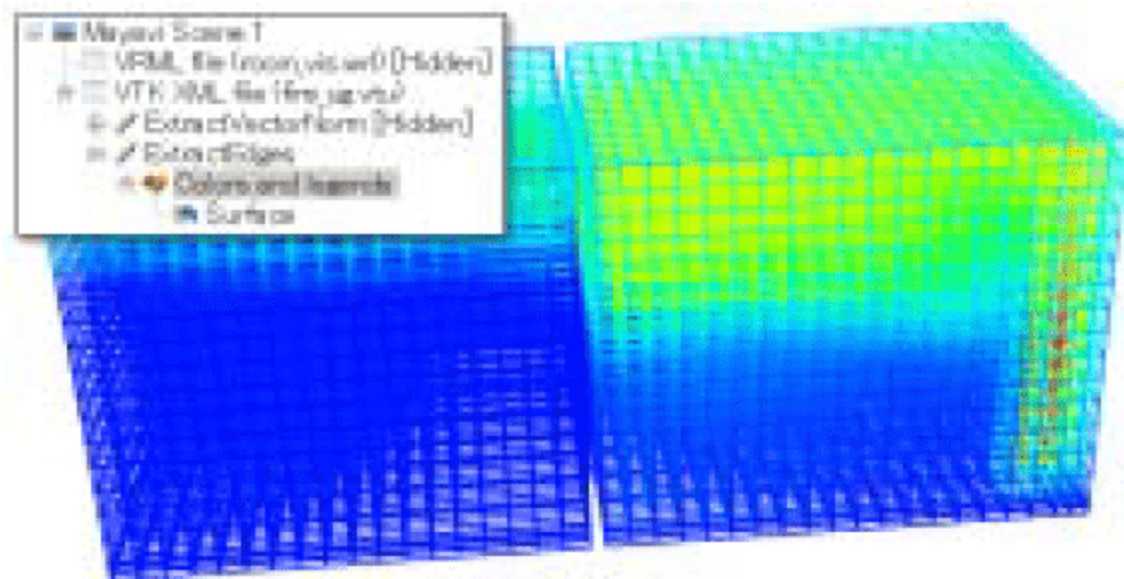 Mayavi Scene 1
VRML file (room_vis.wrl) [Hidden]
VTK XML file (fire_ug.vtu)
ExtractVectorNorm [Hidden]
ExtractEdges
Colors and legends
Surface